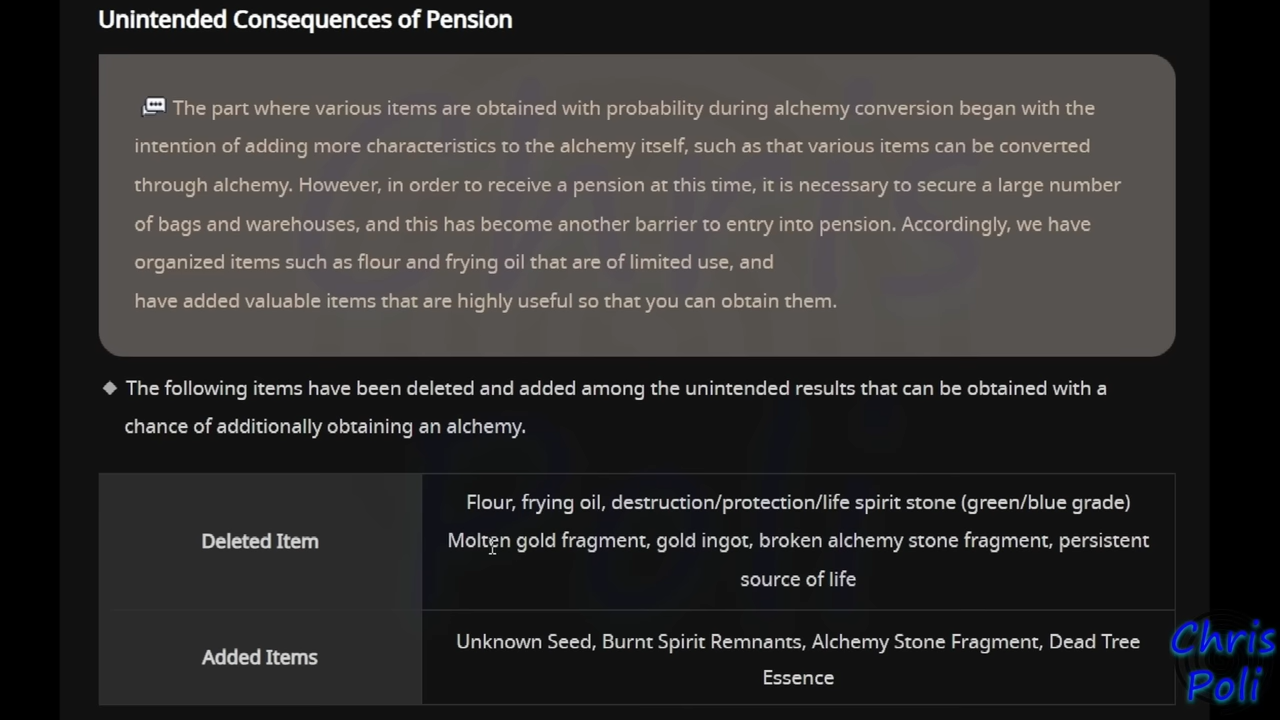 Unintended Consequences of Pension
The part where various items are obtained with probability during alchemy conversion began with the
intention of adding more characteristics to the alchemy itself, such as that various items can be converted
through alchemy. However, in order to receive a pension at this time, it is necessary to secure a large number
of bags and warehouses, and this has become another barrier to entry into pension. Accordingly, we have
organized items such as flour and frying oil that are of limited use, and
have added valuable items that are highly useful so that you can obtain them.
◆ The following items have been deleted and added among the unintended results that can be obtained with a
chance of additionally obtaining an alchemy.
Deleted Item
Flour, frying oil, destruction/protection/life spirit stone (green/blue grade)
Molten gold fragment, gold ingot, broken alchemy stone fragment, persistent
source of life
Added Items
Unknown Seed, Burnt Spirit Remnants, Alchemy Stone Fragment, Dead Tree
Essence
Chris
Poli